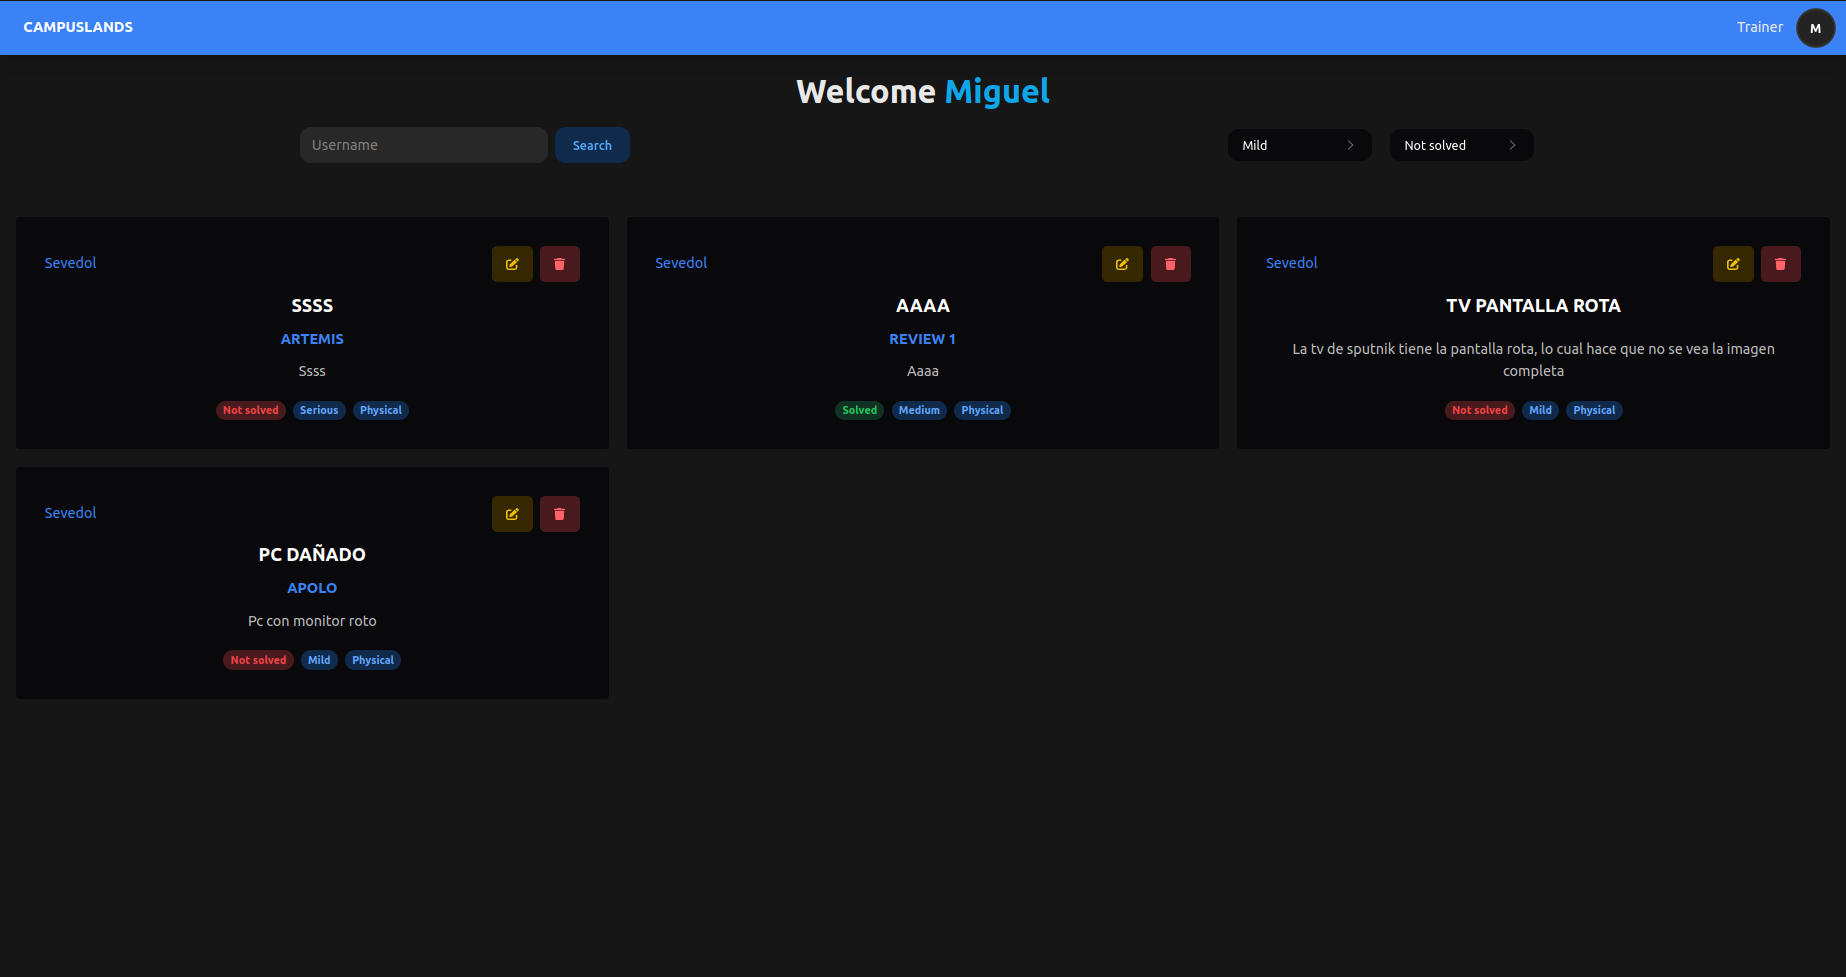 CAMPUSLANDS
Trainer
M
Welcome Miguel
Username
Search
Mild
Not solved
Sevedol
SSSS
ARTEMIS
Ssss
Not solved Serious Physical
Sevedol
AAAA
REVIEW 1
Aaaa
Solved Medium Physical
Sevedol
TV PANTALLA ROTA
La tv de sputnik tiene la pantalla rota, lo cual hace que no se vea la imagen
completa
Not solved Mild Physical
Sevedol
PC DAÑADO
APOLO
Pc con monitor roto
Not solved Mild Physical